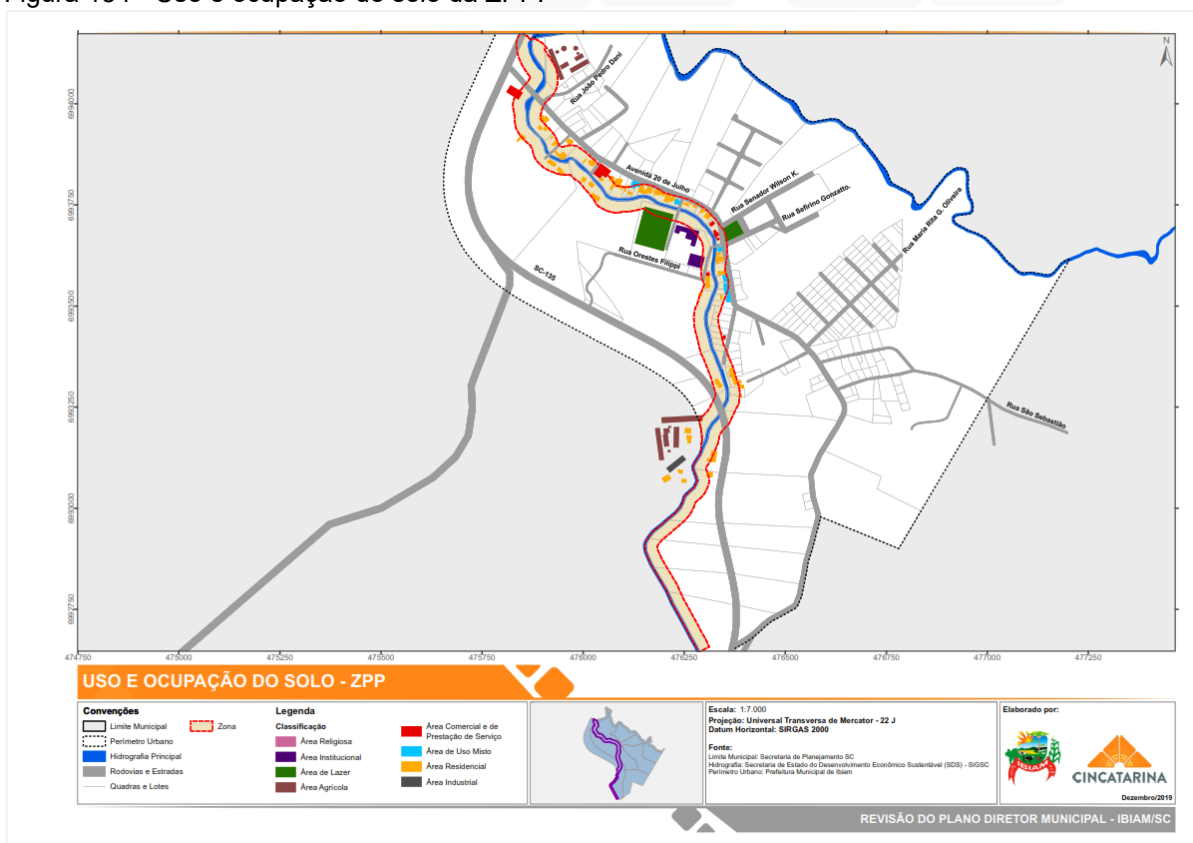 N
6994000
6993750
6993500
6993250
6993000
6992750
Rua João Pedro Dani
Avenida 20 de Julho
Rua Senador Wilson K.
Rua Sefirino Gonzatto.
Rua Maria Rita G. Oliveira
Rua Orestes Filippi
SC-135
Rua São Sebastião
474750 475000 475250 475500 475750 476000 476250 476500 476750 477000 477250
USO E OCUPAÇÃO DO SOLO - ZPP
Convenções
Limite Municipal
Zona
Perímetro Urbano
Hidrografia Principal
Rodovias e Estradas
Quadras e Lotes
Legenda
Classificação
Área Religiosa
Área Institucional
Área de Lazer
Área Agrícola
Área Comercial e de
Prestação de Serviço
Área de Uso Misto
Área Residencial
Área Industrial
Escala: 1:7.000
Projeção: Universal Transversa de Mercator - 22 J
Datum Horizontal: SIRGAS 2000
Fonte:
Limite Municipal: Secretaria de Planejamento SC
Hidrografia: Secretaria de Estado do Desenvolvimento Econômico Sustentável (SDS) - SIGSC
Perímetro Urbano: Prefeitura Municipal de Ibiam
Elaborado por:
IBIAM
CINCATARINA
Dezembro/2019
REVISÃO DO PLANO DIRETOR MUNICIPAL - IBIAM/SC